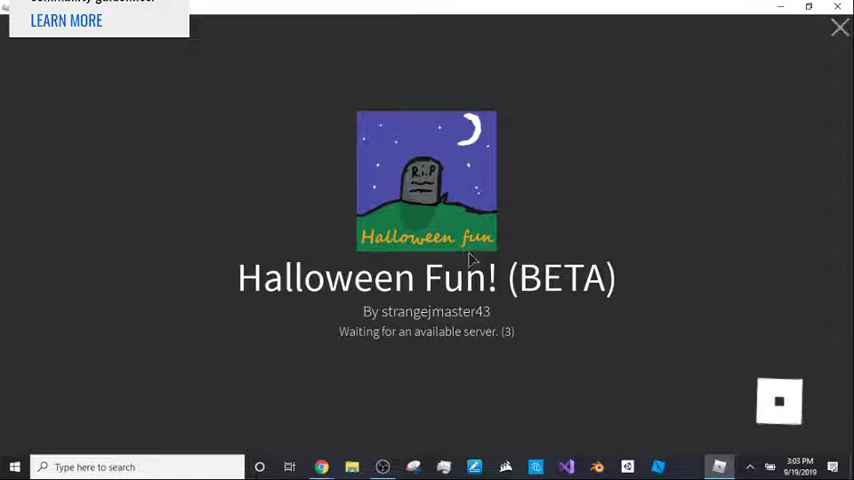 LEARN MORE
R.i.P
Halloween fun
Halloween Fun! (BETA)
By strangejmaster43
Waiting for an available server. (3)
Type here to search
3:03 PM
9/19/2019